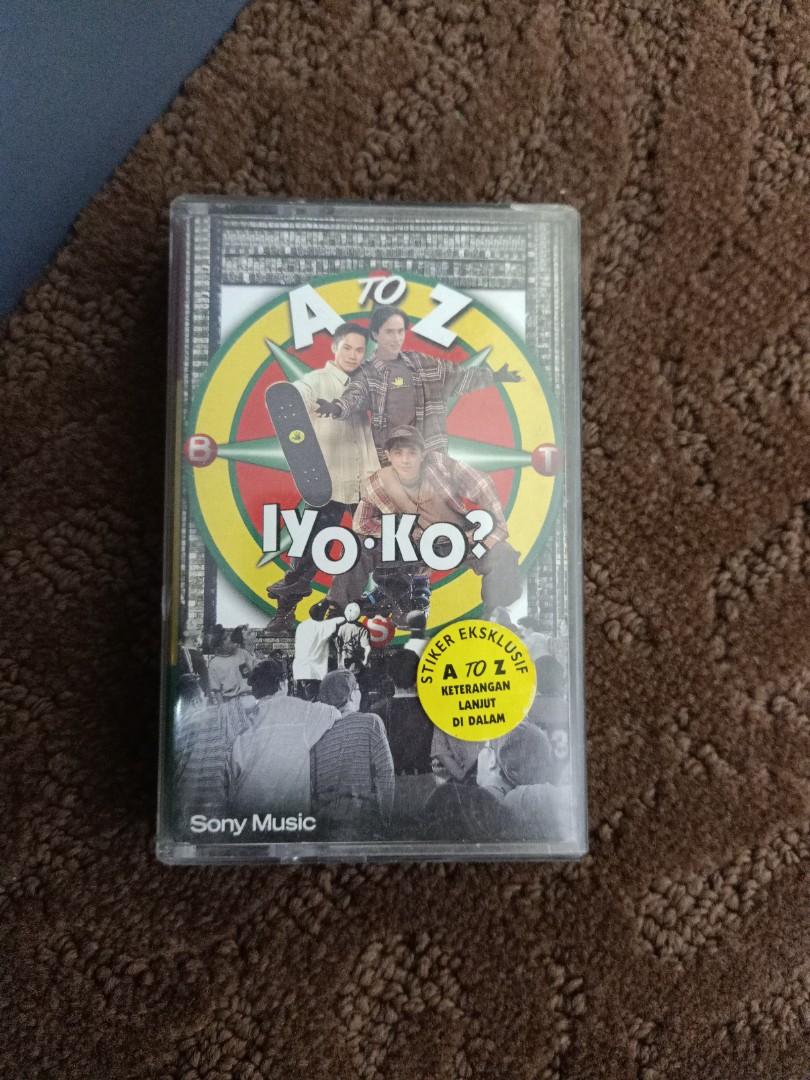 A TO Z
B
T
IYO·KO?
S
STIKER EKSKLUSIF
A TO Z
KETERANGAN
LANJUT
DI DALAM
Sony Music